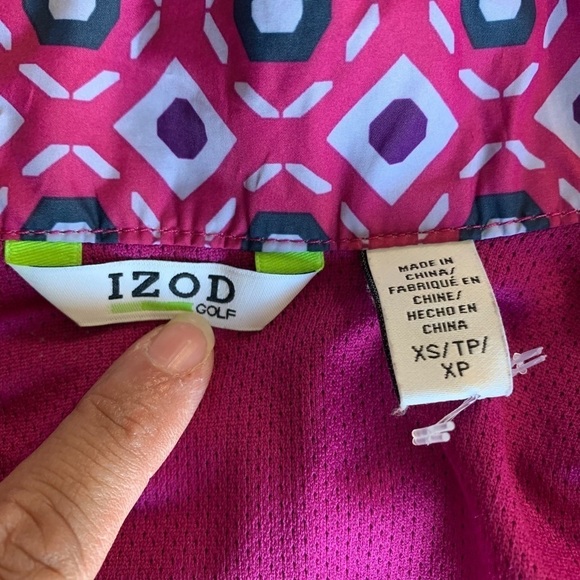 IZOD
GOLF
MADE IN
CHINA/
FABRIQUÉ EN
CHINE/
HECHO EN
CHINA
XS/TP/
XP